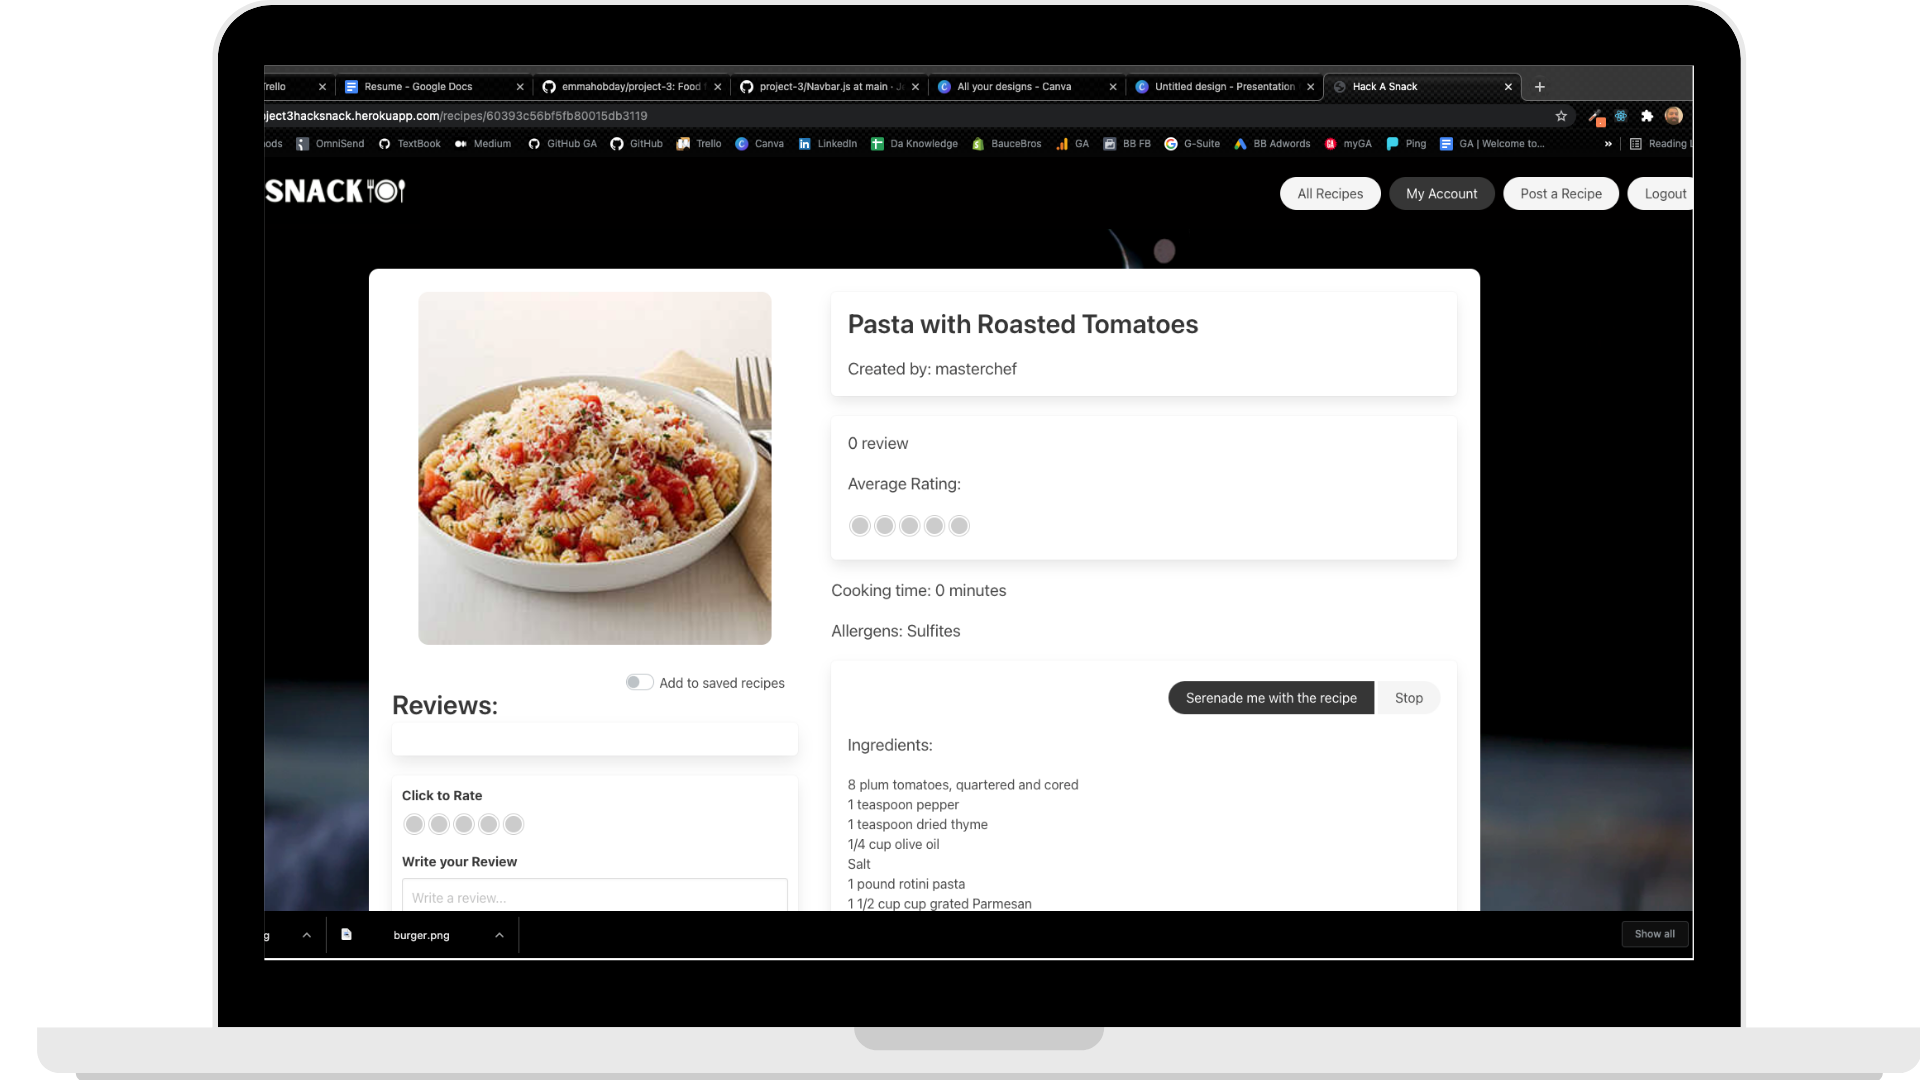 Trello
Resume - Google Docs
emmahobday/project-3: Food
project-3/Navbar.js at main ·
All your designs - Canva
Untitled design - Presentation
Hack A Snack
ject3hacksnack.herokuapp.com/recipes/60393c56bf5fb80015db3119
ods
OmniSend
TextBook
Medium
GitHub GA
GitHub
Trello
Canva
LinkedIn
Da Knowledge
BauceBros
GA
BB FB
G-Suite
BB Adwords
myGA
Ping
GA | Welcome to...
»
Reading
SNACK
All Recipes
My Account
Post a Recipe
Logout
Pasta with Roasted Tomatoes
Created by: masterchef
0 review
Average Rating:
Cooking time: 0 minutes
Allergens: Sulfites
Add to saved recipes
Reviews:
Click to Rate
Write your Review
Write a review...
Serenade me with the recipe
Stop
Ingredients:
8 plum tomatoes, quartered and cored
1 teaspoon pepper
1 teaspoon dried thyme
1/4 cup olive oil
Salt
1 pound rotini pasta
1 1/2 cup cup grated Parmesan
g
burger.png
Show all